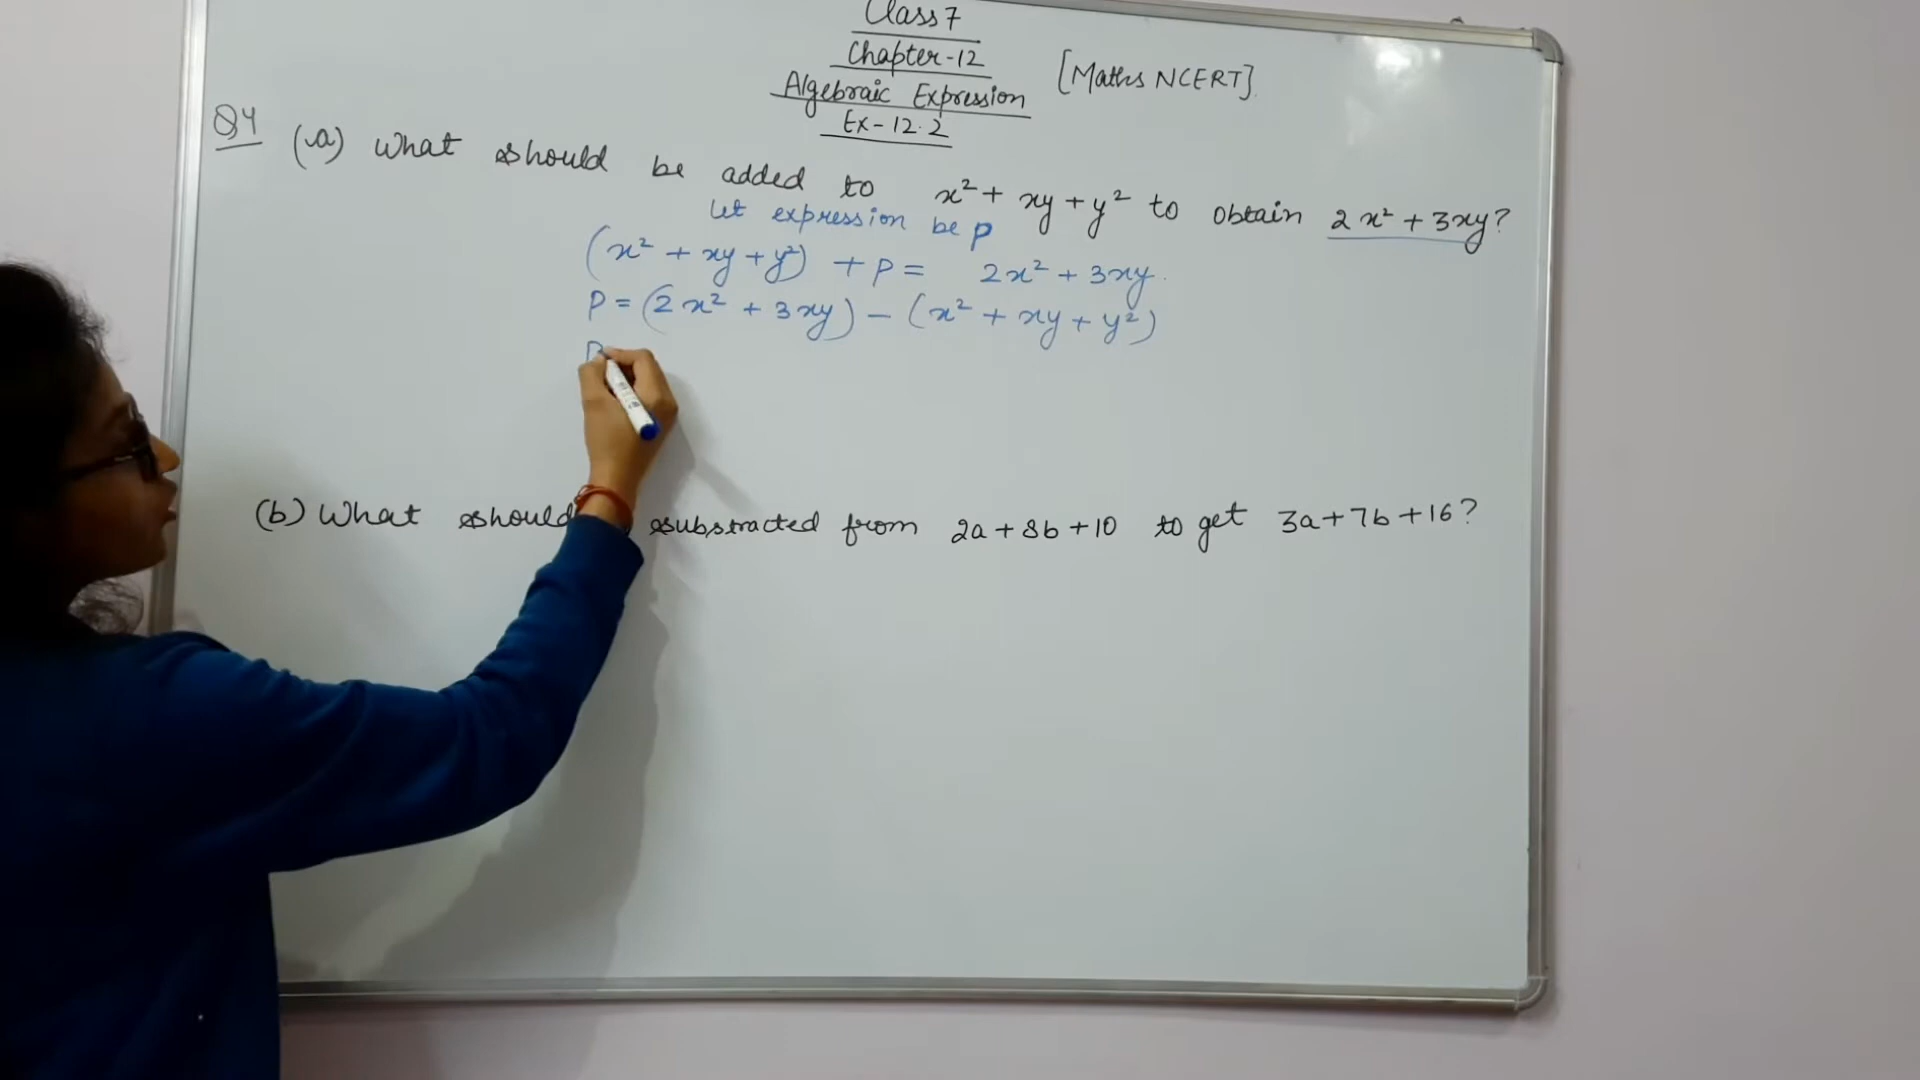 Class 7
Chapter-12
Algebraic Expression [Maths NCERT].
Ex-12.2
Q4 (a) What should be added to x² + xy + y² to obtain 2x² + 3xy?
let expression be p
(x² + xy + y²) + P = 2x² + 3xy.
P = (2x² + 3xy) - (x² + xy + y²)
P
(b) What should substracted from 2a + 8b + 10 to get 3a + 7b + 16?